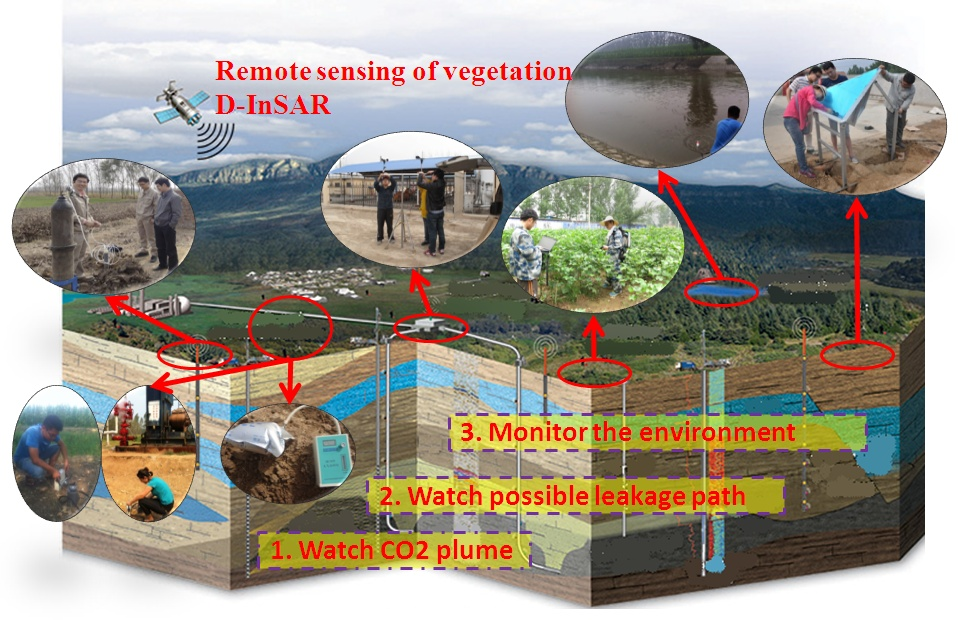 Remote sensing of vegetation
D-InSAR
3. Monitor the environment
2. Watch possible leakage path
1. Watch CO2 plume